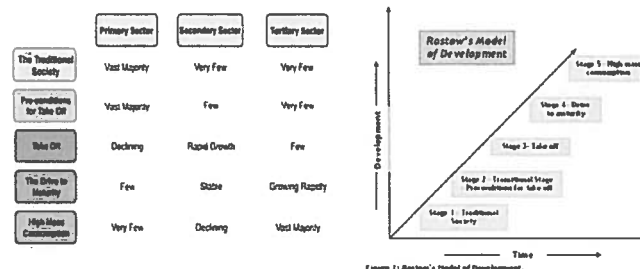 Primary Sector Secondary Sector Tertiary Sector
The Traditional
Society
Vast Majority Very Few Very Few
Pre-conditions
for Take Off
Vast Majority Few Very Few
Take Off Declining Rapid Growth Few
The Drive to
Maturity
Few Stable Growing Rapidly
High Mass
Consumption
Very Few Declining Vast Majority
Rostow's Model
of Development
Stage 5 - High mass
consumption
Stage 4 - Drive
to maturity
Stage 3 - Take off
Stage 2 - Transitional Stage
- Preconditions for take off
Stage 1 - Traditional
Society
Development
Time
Figure 1: Rostow's Model of Development